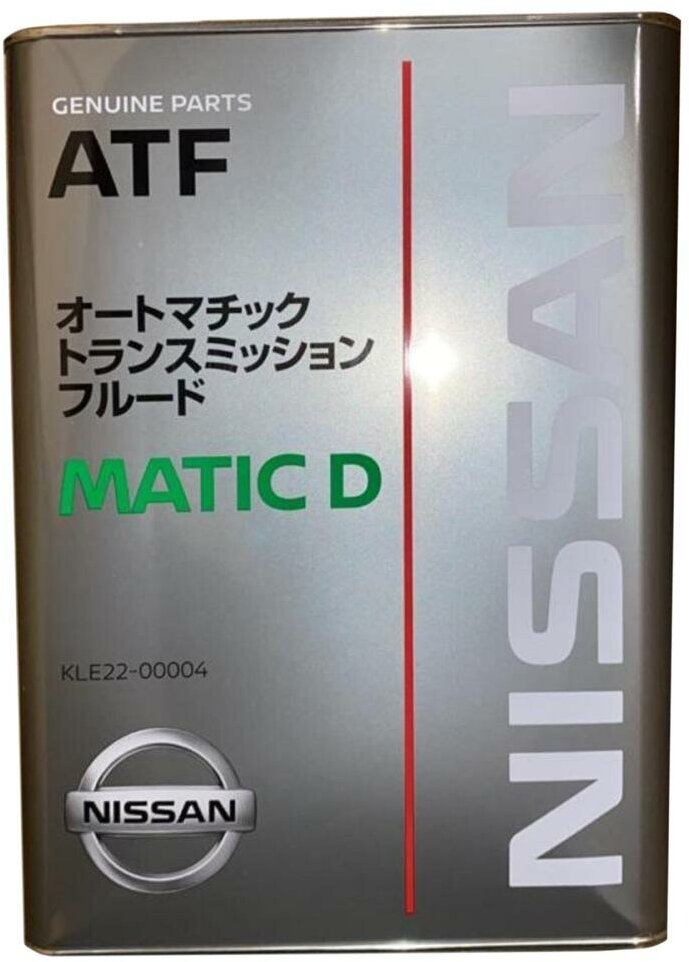 GENUINE PARTS
ATF
オートマチック
トランスミッション
フルード
MATIC D
KLE22-00004
NISSAN
NISSAN